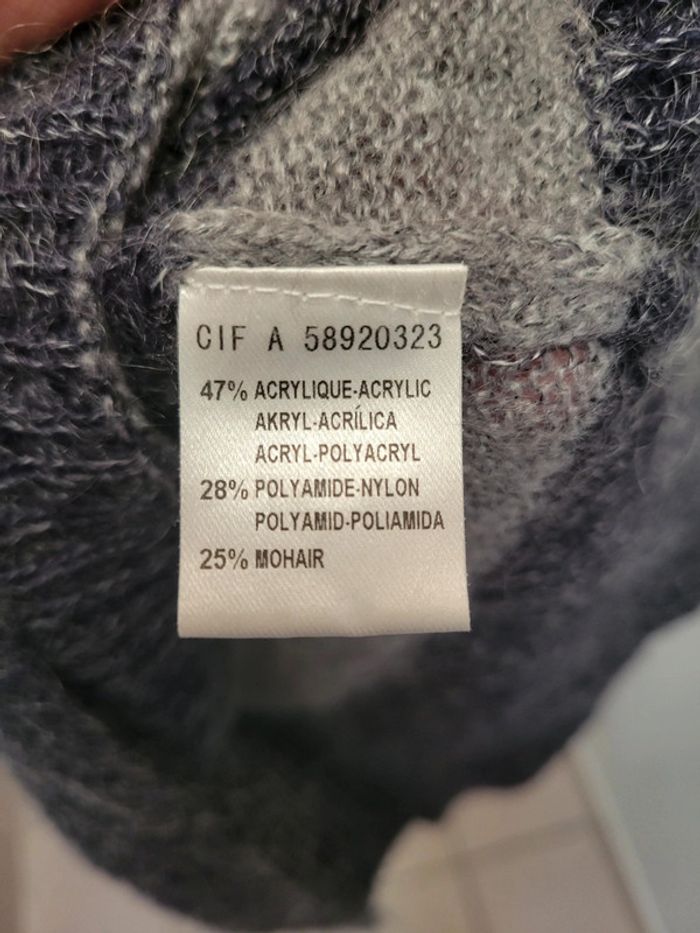 CIF A 58920323
47% ACRYLIQUE-ACRYLIC
AKRYL-ACRÍLICA
ACRYL-POLYACRYL
28% POLYAMIDE-NYLON
POLYAMID-POLIAMIDA
25% MOHAIR